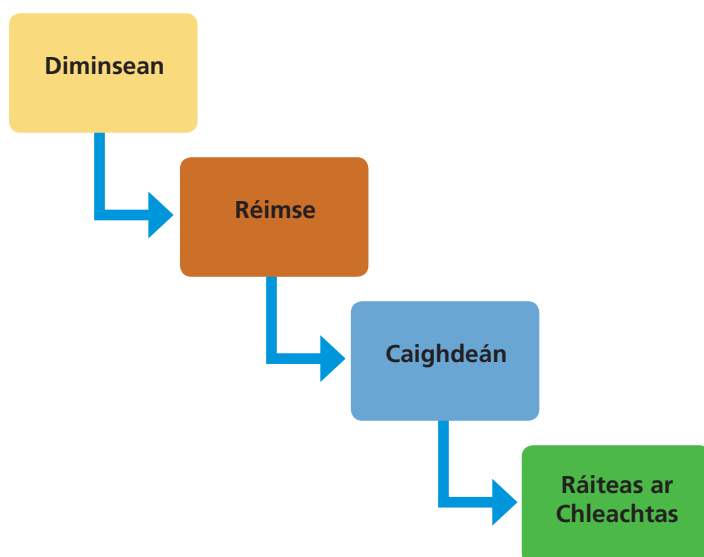 Diminsean
Réimse
Caighdeán
Ráiteas ar
Chleachtas